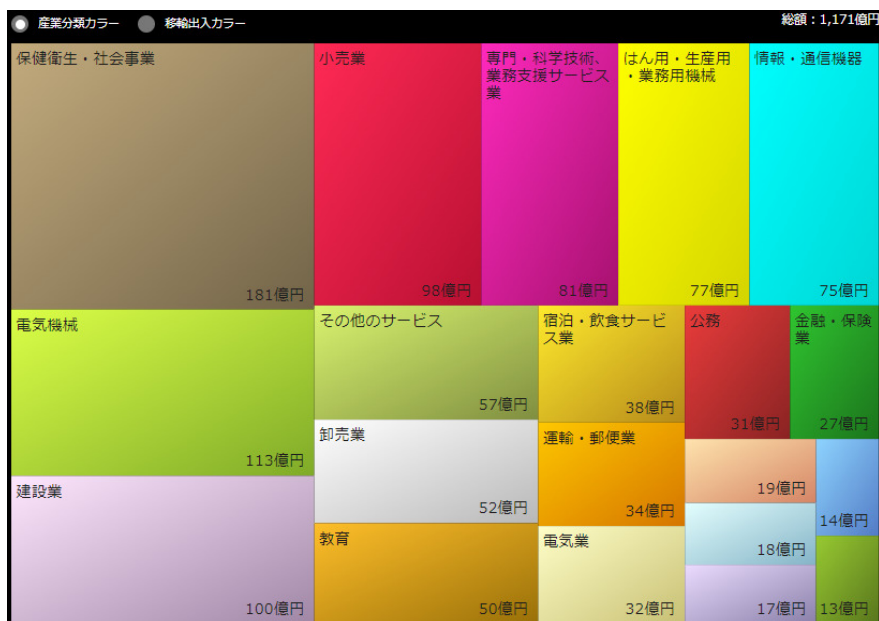 産業分類カラー 移輸出入カラー 総額：1,171億円
保健衛生・社会事業
181億円
小売業
98億円
専門・科学技術、
業務支援サービス
業
81億円
はん用・生産用
・業務用機械
77億円
情報・通信機器
75億円
電気機械
113億円
建設業
100億円
その他のサービス
57億円
卸売業
52億円
教育
50億円
宿泊・飲食サービ
ス業
38億円
運輸・郵便業
34億円
電気業
32億円
公務
31億円
金融・保険
業
27億円
19億円
18億円
17億円
14億円
13億円